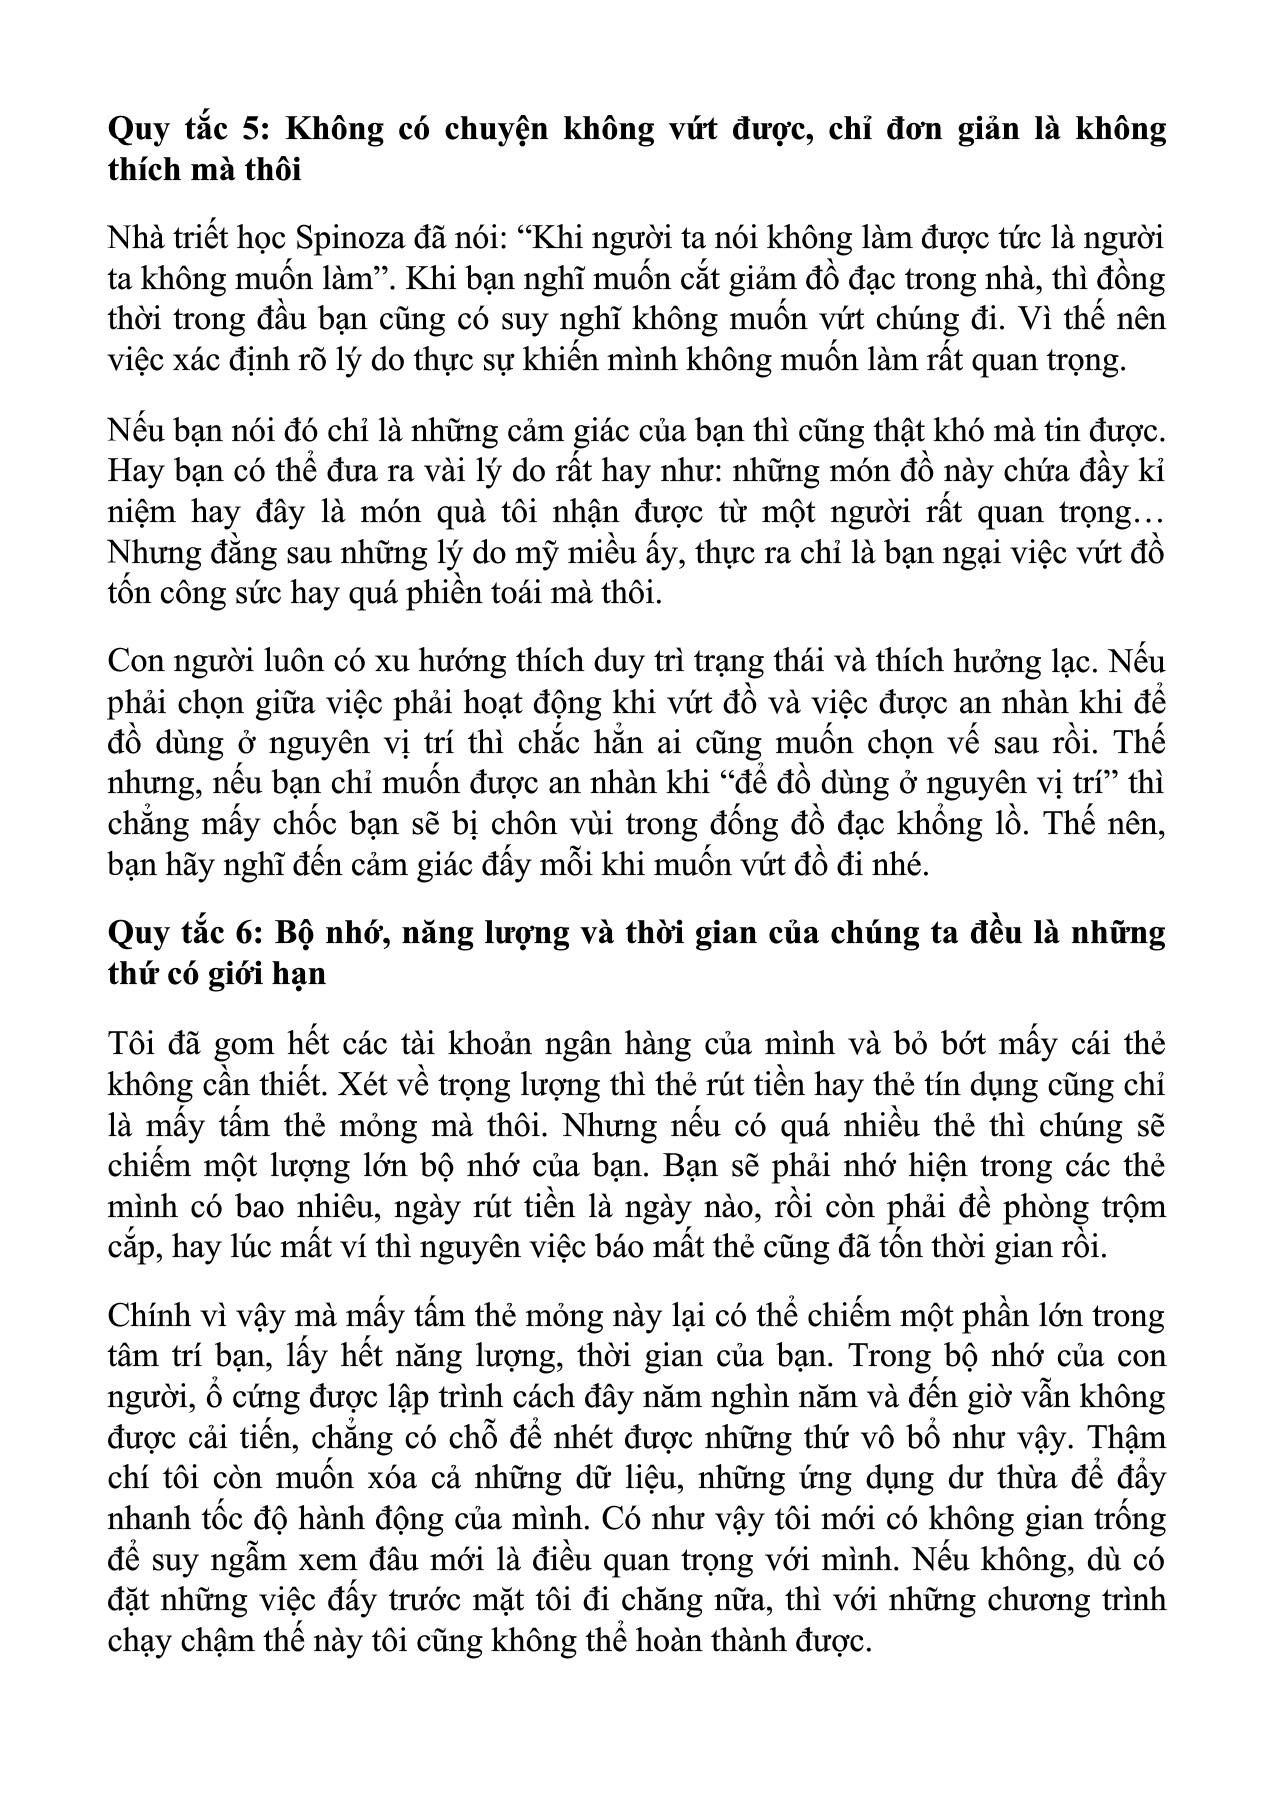 Quy tắc 5: Không có chuyện không vứt được, chỉ đơn giản là không
thích mà thôi
Nhà triết học Spinoza đã nói: “Khi người ta nói không làm được tức là người
ta không muốn làm”. Khi bạn nghĩ muốn cắt giảm đồ đạc trong nhà, thì đồng
thời trong đầu bạn cũng có suy nghĩ không muốn vứt chúng đi. Vì thế nên
việc xác định rõ lý do thực sự khiến mình không muốn làm rất quan trọng.
Nếu bạn nói đó chỉ là những cảm giác của bạn thì cũng thật khó mà tin được.
Hay bạn có thể đưa ra vài lý do rất hay như: những món đồ này chứa đầy kỉ
niệm hay đây là món quà tôi nhận được từ một người rất quan trọng…
Nhưng đằng sau những lý do mỹ miều ấy, thực ra chỉ là bạn ngại việc vứt đồ
tốn công sức hay quá phiền toái mà thôi.
Con người luôn có xu hướng thích duy trì trạng thái và thích hưởng lạc. Nếu
phải chọn giữa việc phải hoạt động khi vứt đồ và việc được an nhàn khi để
đồ dùng ở nguyên vị trí thì chắc hẳn ai cũng muốn chọn vế sau rồi. Thế
nhưng, nếu bạn chỉ muốn được an nhàn khi “để đồ dùng ở nguyên vị trí” thì
chẳng mấy chốc bạn sẽ bị chôn vùi trong đống đồ đạc khổng lồ. Thế nên,
bạn hãy nghĩ đến cảm giác đấy mỗi khi muốn vứt đồ đi nhé.
Quy tắc 6: Bộ nhớ, năng lượng và thời gian của chúng ta đều là những
thứ có giới hạn
Tôi đã gom hết các tài khoản ngân hàng của mình và bỏ bớt mấy cái thẻ
không cần thiết. Xét về trọng lượng thì thẻ rút tiền hay thẻ tín dụng cũng chỉ
là mấy tấm thẻ mỏng mà thôi. Nhưng nếu có quá nhiều thẻ thì chúng sẽ
chiếm một lượng lớn bộ nhớ của bạn. Bạn sẽ phải nhớ hiện trong các thẻ
mình có bao nhiêu, ngày rút tiền là ngày nào, rồi còn phải đề phòng trộm
cắp, hay lúc mất ví thì nguyên việc báo mất thẻ cũng đã tốn thời gian rồi.
Chính vì vậy mà mấy tấm thẻ mỏng này lại có thể chiếm một phần lớn trong
tâm trí bạn, lấy hết năng lượng, thời gian của bạn. Trong bộ nhớ của con
người, ổ cứng được lập trình cách đây năm nghìn năm và đến giờ vẫn không
được cải tiến, chẳng có chỗ để nhét được những thứ vô bổ như vậy. Thậm
chí tôi còn muốn xóa cả những dữ liệu, những ứng dụng dư thừa để đẩy
nhanh tốc độ hành động của mình. Có như vậy tôi mới có không gian trống
để suy ngẫm xem đâu mới là điều quan trọng với mình. Nếu không, dù có
đặt những việc đấy trước mặt tôi đi chăng nữa, thì với những chương trình
chạy chậm thế này tôi cũng không thể hoàn thành được.